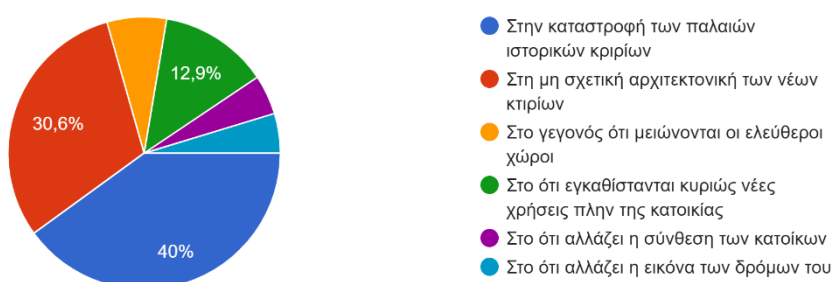 12,9%
30,6%
40%
Στην καταστροφή των παλαιών
ιστορικών κριρίων
Στη μη σχετική αρχιτεκτονική των νέων
κτιρίων
Στο γεγονός ότι μειώνονται οι ελεύθεροι
χώροι
Στο ότι εγκαθίστανται κυριώς νέες
χρήσεις πλην της κατοικίας
Στο ότι αλλάζει η σύνθεση των κατοίκων
Στο ότι αλλάζει η εικόνα των δρόμων του